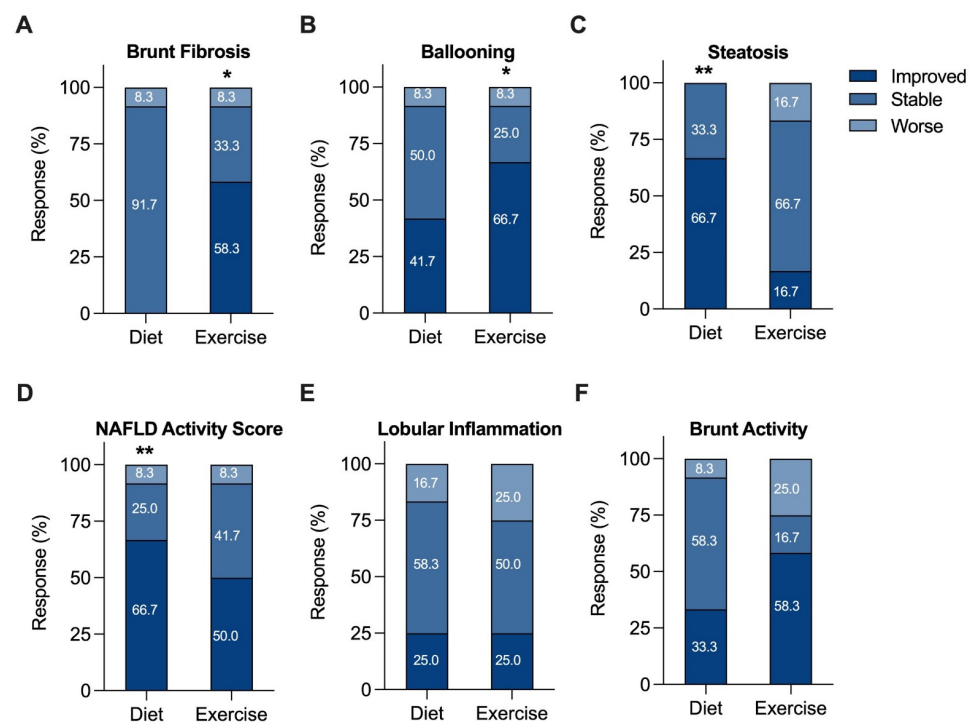 A
Brunt Fibrosis
*
Response (%)
100
75
50
25
0
8.3
91.7
8.3
33.3
58.3
Diet
Exercise
B
Ballooning
*
Response (%)
100
75
50
25
0
8.3
50.0
41.7
8.3
25.0
66.7
Diet
Exercise
C
Steatosis
**
Response (%)
100
75
50
25
0
33.3
66.7
16.7
66.7
16.7
Diet
Exercise
Improved
Stable
Worse
D
NAFLD Activity Score
**
Response (%)
100
75
50
25
0
8.3
25.0
66.7
8.3
41.7
50.0
Diet
Exercise
E
Lobular Inflammation
Response (%)
100
75
50
25
0
16.7
58.3
25.0
25.0
50.0
25.0
Diet
Exercise
F
Brunt Activity
Response (%)
100
75
50
25
0
8.3
58.3
33.3
25.0
16.7
58.3
Diet
Exercise